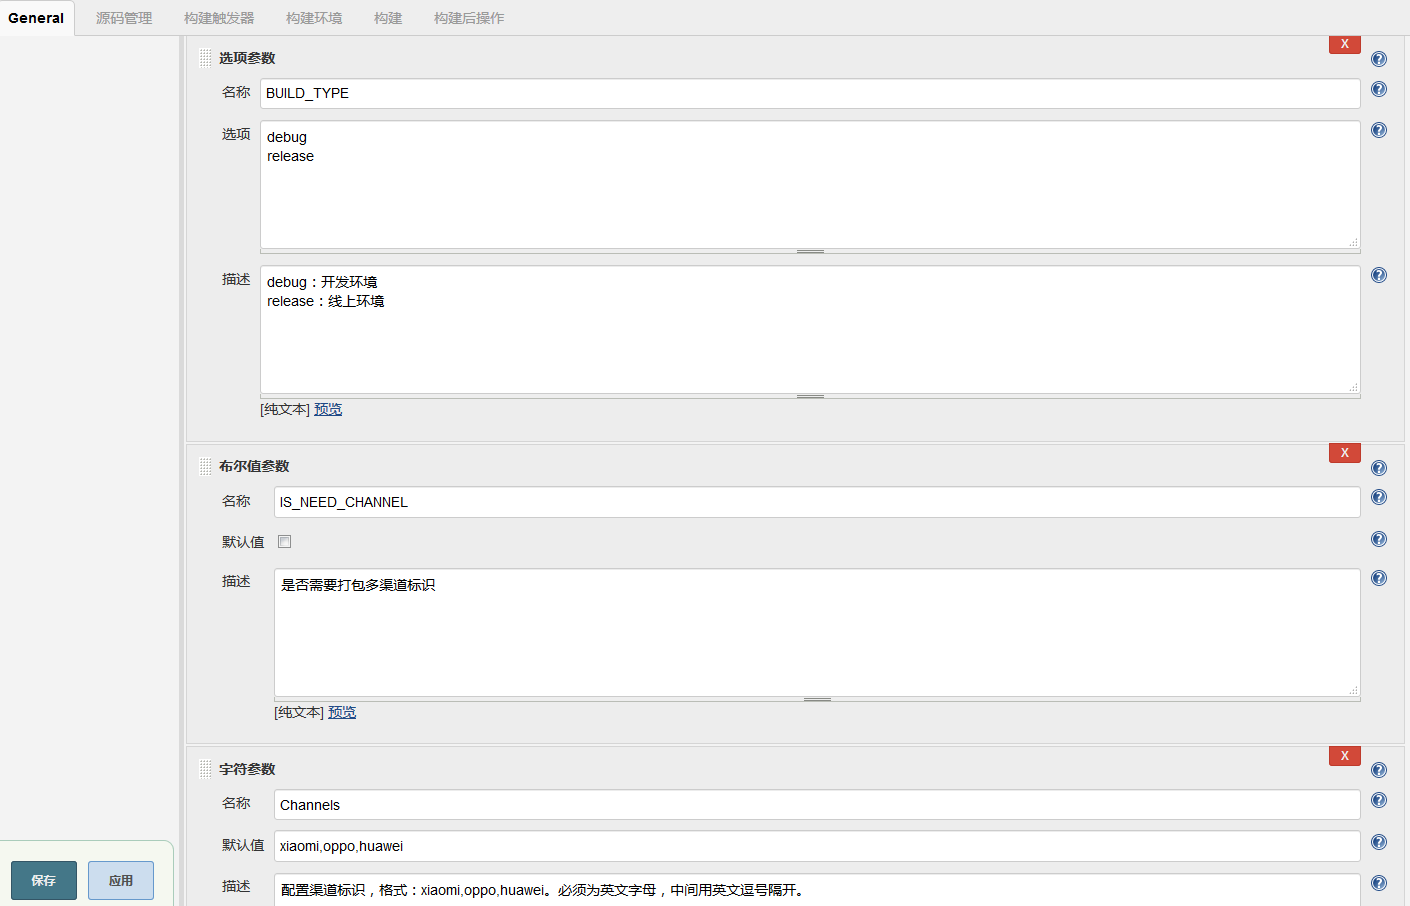 General 源码管理 构建触发器 构建环境 构建 构建后操作
选项参数
X
名称 BUILD_TYPE
选项 debug
release
描述 debug：开发环境
release：线上环境
[纯文本] 预览
布尔值参数
X
名称 IS_NEED_CHANNEL
默认值
描述 是否需要打包多渠道标识
[纯文本] 预览
字符参数
X
名称 Channels
默认值 xiaomi,oppo,huawei
描述 配置渠道标识，格式：xiaomi,oppo,huawei。必须为英文字母，中间用英文逗号隔开。
保存 应用